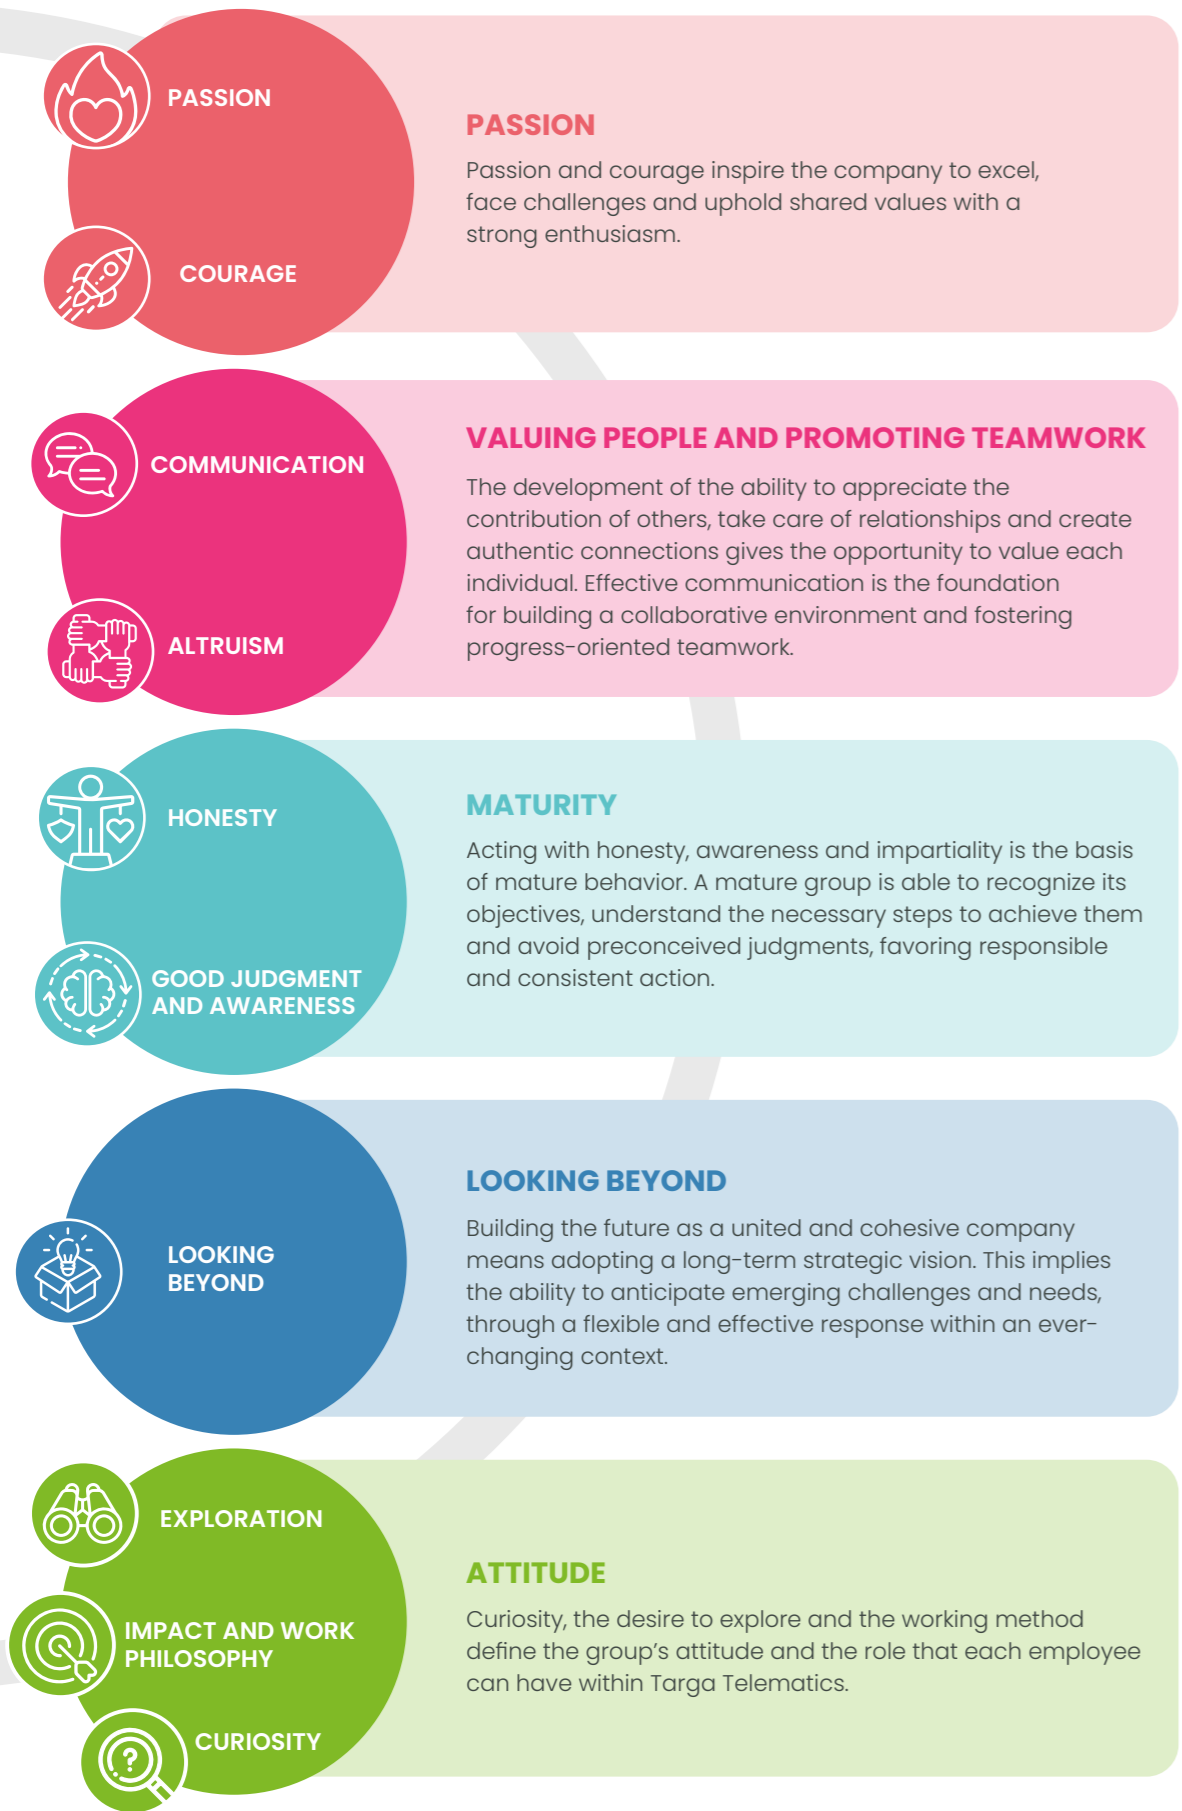 PASSION
COURAGE
PASSION
Passion and courage inspire the company to excel,
face challenges and uphold shared values with a
strong enthusiasm.
COMMUNICATION
ALTRUISM
VALUING PEOPLE AND PROMOTING TEAMWORK
The development of the ability to appreciate the
contribution of others, take care of relationships and create
authentic connections gives the opportunity to value each
individual. Effective communication is the foundation
for building a collaborative environment and fostering
progress-oriented teamwork.
HONESTY
GOOD JUDGMENT
AND AWARENESS
MATURITY
Acting with honesty, awareness and impartiality is the basis
of mature behavior. A mature group is able to recognize its
objectives, understand the necessary steps to achieve them
and avoid preconceived judgments, favoring responsible
and consistent action.
LOOKING
BEYOND
LOOKING BEYOND
Building the future as a united and cohesive company
means adopting a long-term strategic vision. This implies
the ability to anticipate emerging challenges and needs,
through a flexible and effective response within an ever-
changing context.
EXPLORATION
IMPACT AND WORK
PHILOSOPHY
?
CURIOSITY
ATTITUDE
Curiosity, the desire to explore and the working method
define the group's attitude and the role that each employee
can have within Targa Telematics.